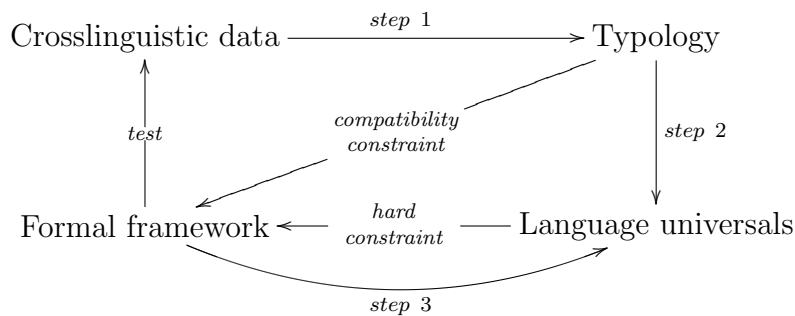 step 1
Crosslinguistic data
Typology
compatibility
constraint
test
step 2
hard
constraint
Formal framework
Language universals
step 3